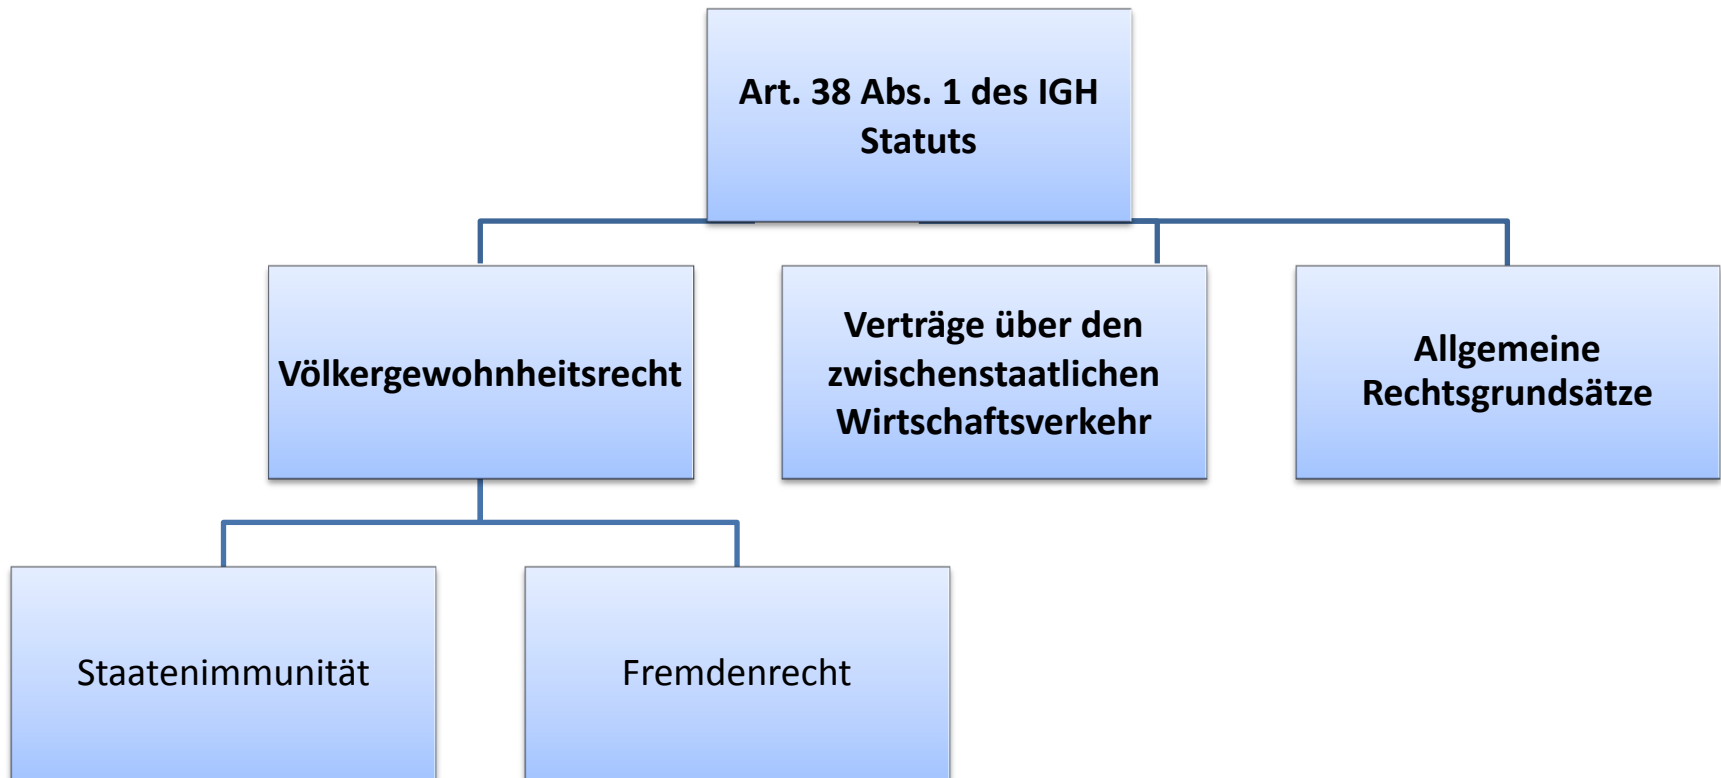 Art. 38 Abs. 1 des IGH
Statuts
Völkergewohnheitsrecht
Verträge über den
zwischenstaatlichen
Wirtschaftsverkehr
Allgemeine
Rechtsgrundsätze
Staatenimmunität
Fremdenrecht